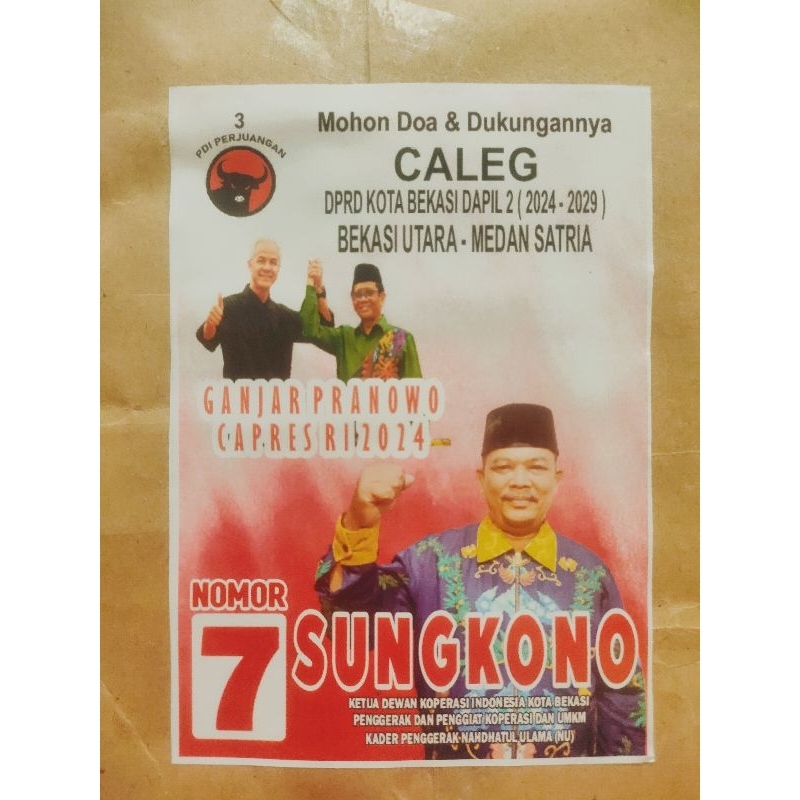 3
PDI PERJUANGAN
Mohon Doa & Dukungannya
CALEG
DPRD KOTA BEKASI DAPIL 2 ( 2024 - 2029 )
BEKASI UTARA - MEDAN SATRIA
GANJAR PRANOWO
CAPRES RI 2024
NOMOR
7
SUNGKONO
KETUA DEWAN KOPERASI INDONESIA KOTA BEKASI
PENGGERAK DAN PENGGIAT KOPERASI DAN UMKM
KADER PENGGERAK NAHDHATUL ULAMA (NU)